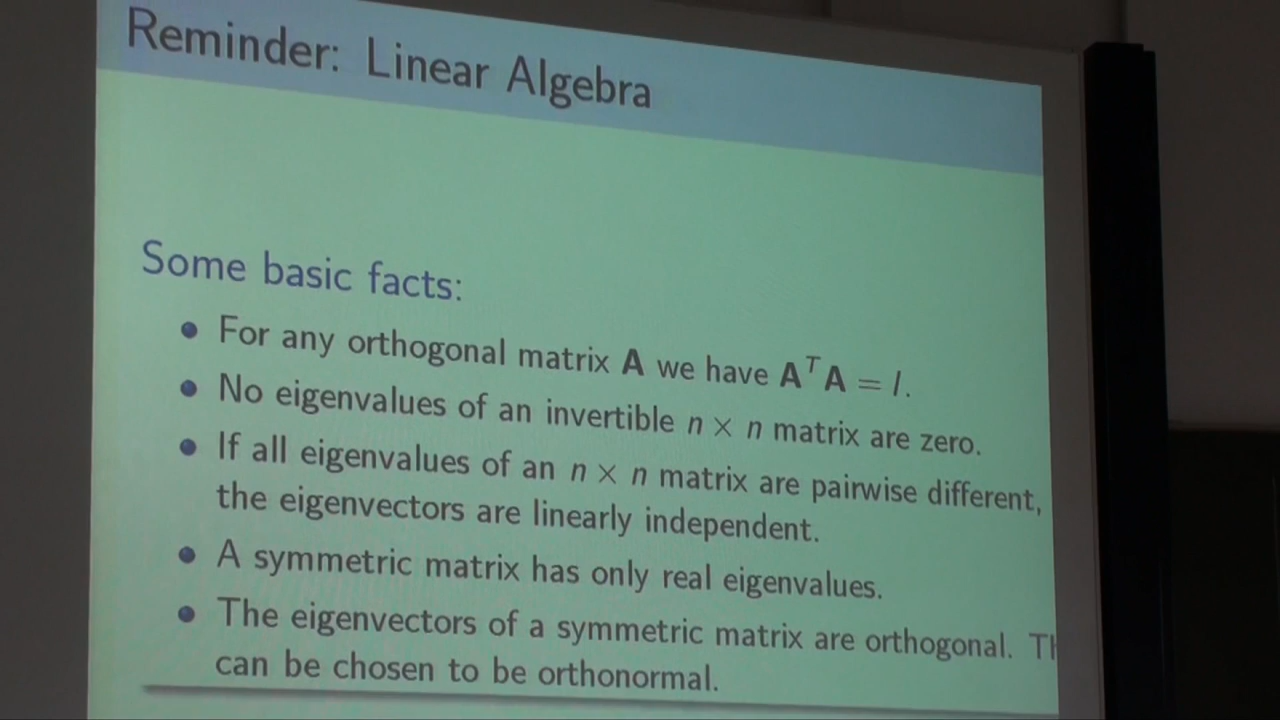 Reminder: Linear Algebra
Some basic facts:
• For any orthogonal matrix A we have AᵀA = I.
• No eigenvalues of an invertible n × n matrix are zero.
• If all eigenvalues of an n × n matrix are pairwise different,
the eigenvectors are linearly independent.
• A symmetric matrix has only real eigenvalues.
• The eigenvectors of a symmetric matrix are orthogonal.
can be chosen to be orthonormal.